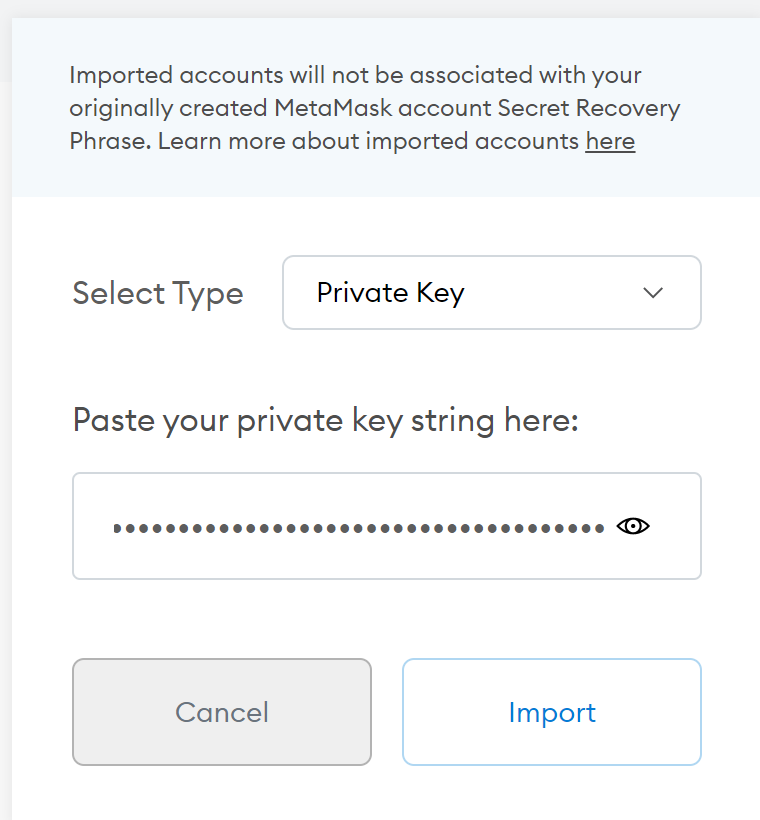 Imported accounts will not be associated with your
originally created MetaMask account Secret Recovery
Phrase. Learn more about imported accounts here
Select Type
Private Key
Paste your private key string here:
•••••••••••••••••••••••••••••••••••••
Cancel
Import